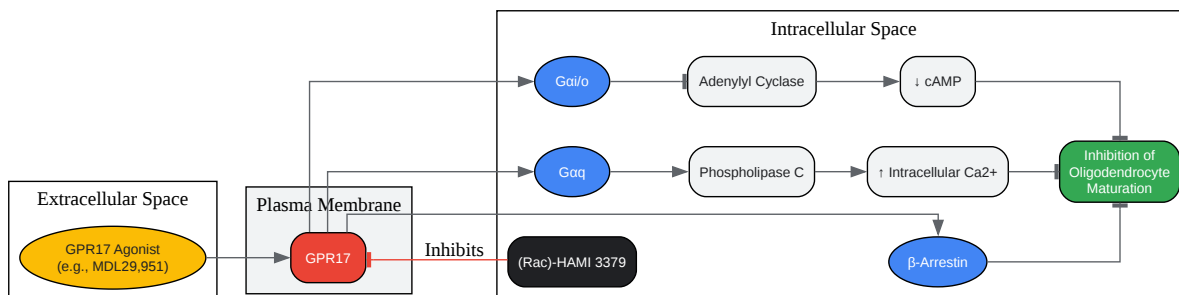 Intracellular Space
Gαi/o
Adenylyl Cyclase
↓ cAMP
Gαq
Phospholipase C
↑ Intracellular Ca2+
Inhibition of
Oligodendrocyte
Maturation
Extracellular Space
GPR17 Agonist
(e.g., MDL29,951)
Plasma Membrane
GPR17
Inhibits
(Rac)-HAMI 3379
β-Arrestin